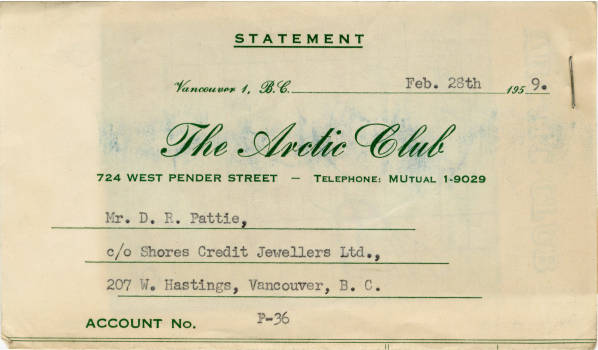 STATEMENT
Vancouver 1, B.C. Feb. 28th 1959.
The Arctic Club
724 WEST PENDER STREET — TELEPHONE: MUTUAL 1-9029
Mr. D. R. Pattie,
c/o Shores Credit Jewellers Ltd.,
207 W. Hastings, Vancouver, B. C.
ACCOUNT No. P-36